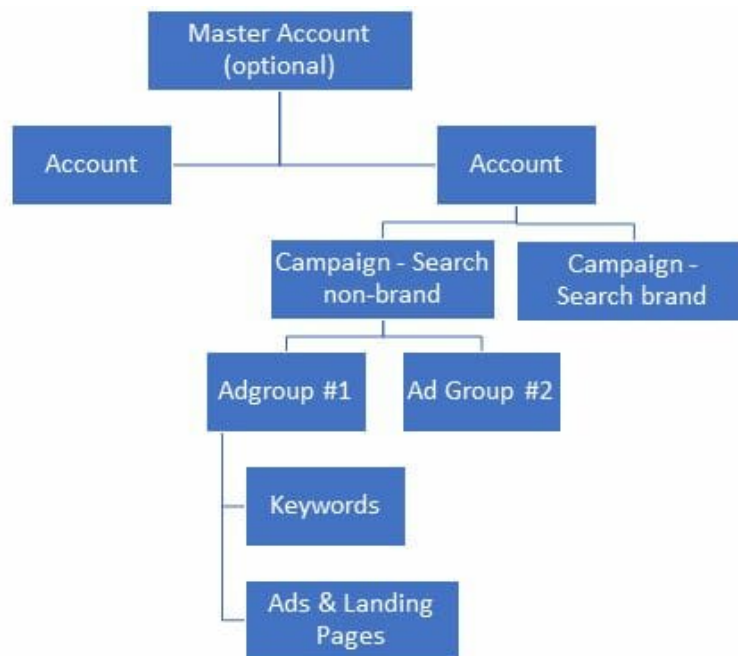 Master Account
(optional)
Account
Account
Campaign - Search
non-brand
Campaign -
Search brand
Adgroup #1
Ad Group #2
Keywords
Ads & Landing
Pages